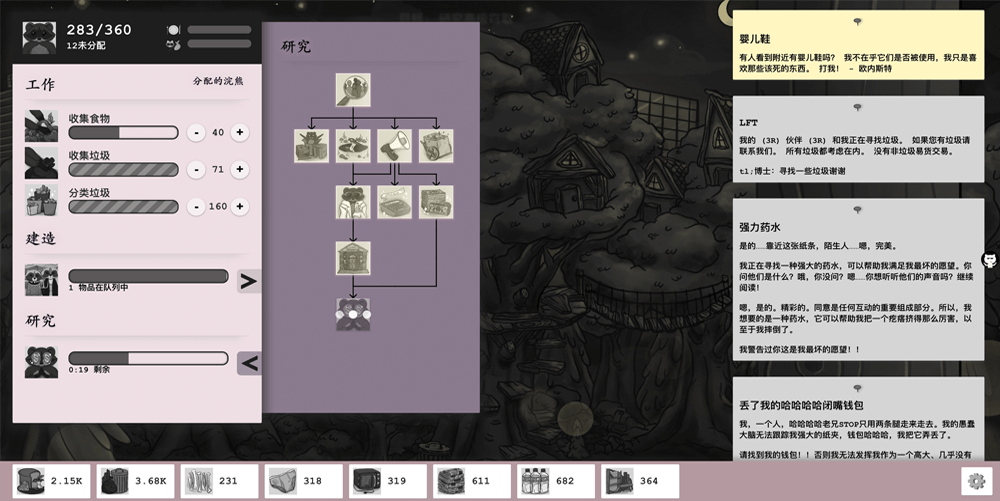 283/360
12未分配
工作
分配的浣熊
收集食物
- 40 +
收集垃圾
- 71 +
分类垃圾
- 160 +
建造
1 物品在队列中
>
研究
0:19 剩余
<
研究
婴儿鞋
有人看到附近有婴儿鞋吗? 我不在乎它们是否被使用，我只是喜
欢那些该死的东西。 打我! - 欧内斯特
LFT
我的 (3R) 伙伴 (3R) 和我正在寻找垃圾。 如果您有垃圾请
联系我们。 所有垃圾都考虑在内。 没有非垃圾易货交易。
tl;博士: 寻找一些垃圾谢谢
强力药水
是的……靠近这张纸条，陌生人……嗯，完美。
我正在寻找一种强大的药水，可以帮助我满足我最坏的愿望。你
问他们是什么? 哦，你没问? 嗯……你想听听他们的声音吗? 继续
阅读!
嗯，是的。精彩的。同意是任何互动的重要组成部分。所以，我
想要的是一种药水，它可以帮助我把一个疙瘩挤得那么厉害，以
至于我摔倒了。
我警告过你这是我最坏的愿望!!
丢了我的哈哈哈哈闭嘴钱包
我，一个人，哈哈哈哈老兄STOP只用两条腿走来走去。我的愚蠢
大脑无法跟踪我强大的纸夹，钱包哈哈哈，我把它弄丢了。
请找到我的钱包!! 否则我无法发挥我作为一个高大、几乎没有
2.15K
3.68K
231
318
319
611
682
364